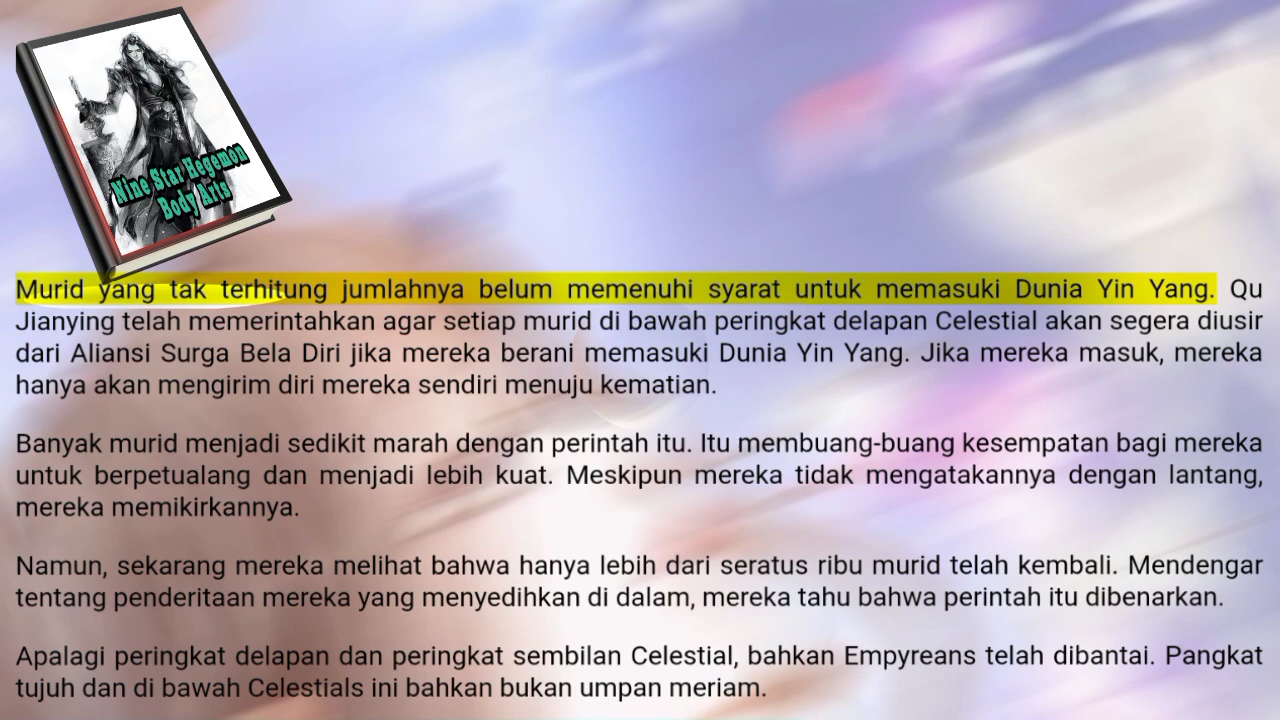 Nine Star Hegemon
Body Arts
Murid yang tak terhitung jumlahnya belum memenuhi syarat untuk memasuki Dunia Yin Yang. Qu
Jianying telah memerintahkan agar setiap murid di bawah peringkat delapan Celestial akan segera diusir
dari Aliansi Surga Bela Diri jika mereka berani memasuki Dunia Yin Yang. Jika mereka masuk, mereka
hanya akan mengirim diri mereka sendiri menuju kematian.
Banyak murid menjadi sedikit marah dengan perintah itu. Itu membuang-buang kesempatan bagi mereka
untuk berpetualang dan menjadi lebih kuat. Meskipun mereka tidak mengatakannya dengan lantang,
mereka memikirkannya.
Namun, sekarang mereka melihat bahwa hanya lebih dari seratus ribu murid telah kembali. Mendengar
tentang penderitaan mereka yang menyedihkan di dalam, mereka tahu bahwa perintah itu dibenarkan.
Apalagi peringkat delapan dan peringkat sembilan Celestial, bahkan Empyreans telah dibantai. Pangkat
tujuh dan di bawah Celestials ini bahkan bukan umpan meriam.